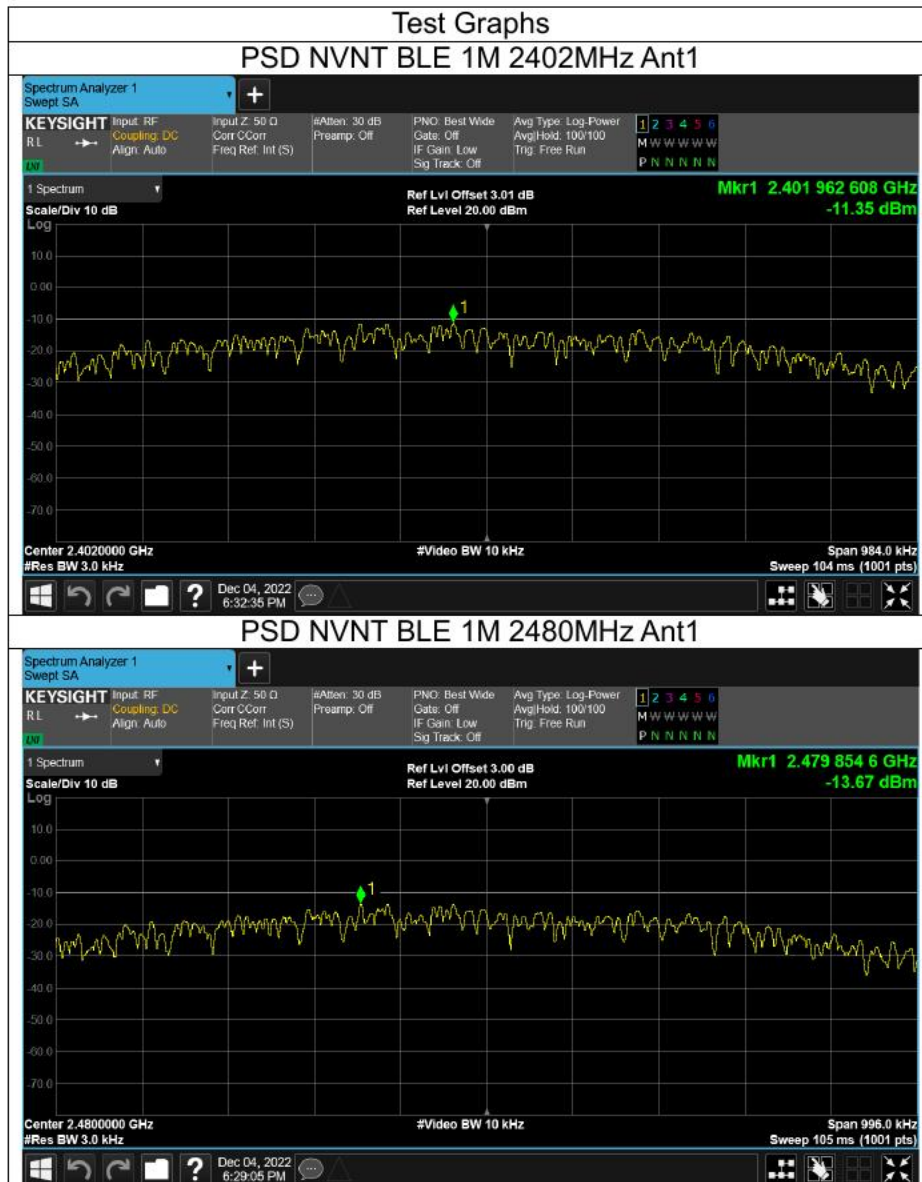 Test Graphs
PSD NVNT BLE 1M 2402MHz Ant1
Spectrum Analyzer 1
Swept SA
+
KEYSIGHT Input: RF Input Z: 50 Ω #Atten: 30 dB PNO: Best Wide Avg Type: Log-Power 1 2 3 4 5 6
R L Coupling: DC Corr CCorr Preamp: Off Gate: Off Avg|Hold: 100/100 M W W W W W
Align: Auto Freq Ref: Int (S) IF Gain: Low Trig: Free Run
Sig Track: Off P N N N N N
LXI
1 Spectrum Ref Lvl Offset 3.01 dB Mkr1 2.401 962 608 GHz
Scale/Div 10 dB Ref Level 20.00 dBm -11.35 dBm
Log
10.0
0.00
1
-10.0
-20.0
-30.0
-40.0
-50.0
-60.0
-70.0
Center 2.4020000 GHz #Video BW 10 kHz Span 984.0 kHz
#Res BW 3.0 kHz Sweep 104 ms (1001 pts)
? Dec 04, 2022
6:32:35 PM
PSD NVNT BLE 1M 2480MHz Ant1
Spectrum Analyzer 1
Swept SA
+
KEYSIGHT Input: RF Input Z: 50 Ω #Atten: 30 dB PNO: Best Wide Avg Type: Log-Power 1 2 3 4 5 6
R L Coupling: DC Corr CCorr Preamp: Off Gate: Off Avg|Hold: 100/100 M W W W W W
Align: Auto Freq Ref: Int (S) IF Gain: Low Trig: Free Run
Sig Track: Off P N N N N N
LXI
1 Spectrum Ref Lvl Offset 3.00 dB Mkr1 2.479 854 6 GHz
Scale/Div 10 dB Ref Level 20.00 dBm -13.67 dBm
Log
10.0
0.00
-10.0
1
-20.0
-30.0
-40.0
-50.0
-60.0
-70.0
Center 2.4800000 GHz #Video BW 10 kHz Span 996.0 kHz
#Res BW 3.0 kHz Sweep 105 ms (1001 pts)
? Dec 04, 2022
6:29:05 PM